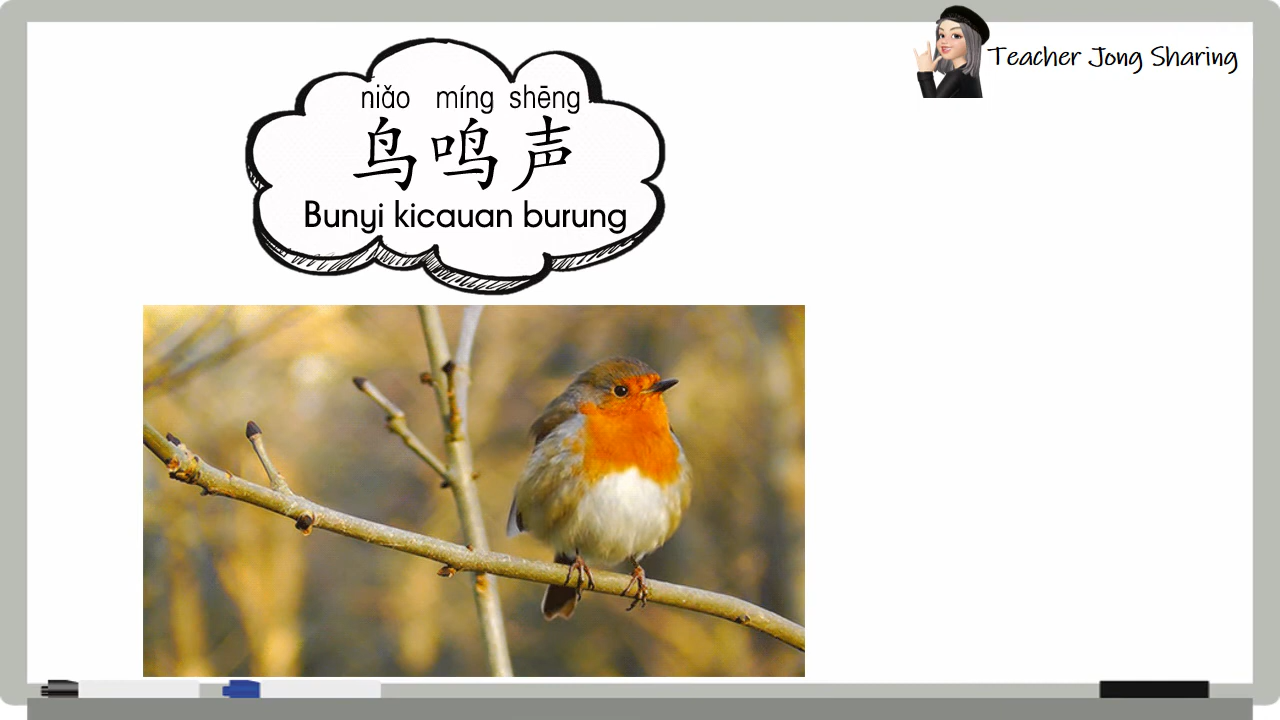 niǎo míng shēng
鸟鸣声
Bunyi kicauan burung
Teacher Jong Sharing